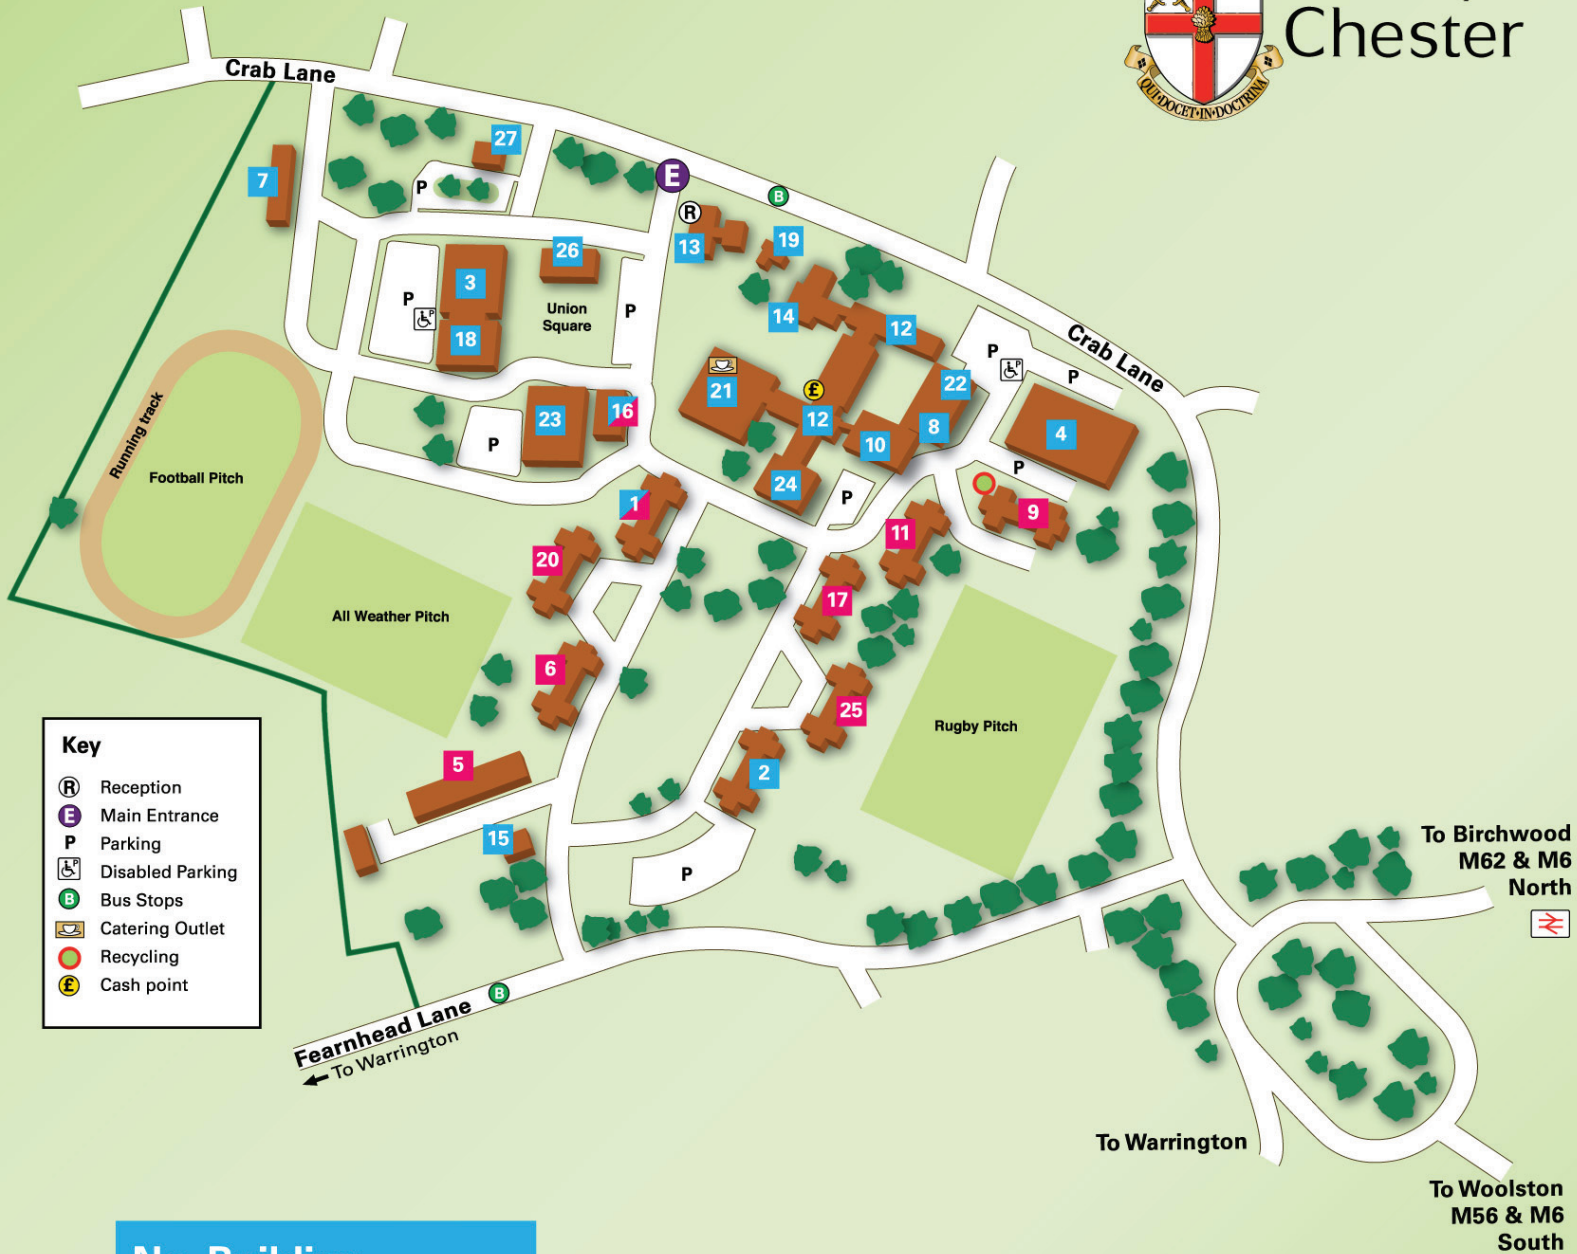 Chester
QUI·DOCET·IN·DOCTRINA
Crab Lane
27
7
P
E
B
R
13
19
26
3
P
18
Union
Square
P
14
12
Crab Lane
P
P
22
21
£
12
8
10
4
23
16
P
P
24
P
9
11
1
20
17
Running track
Football Pitch
All Weather Pitch
6
25
Rugby Pitch
5
2
15
P
Key
R Reception
E Main Entrance
P Parking
Disabled Parking
B Bus Stops
Catering Outlet
Recycling
£ Cash point
B
Fearnhead Lane
To Warrington
To Birchwood
M62 & M6
North
To Warrington
To Woolston
M56 & M6
South